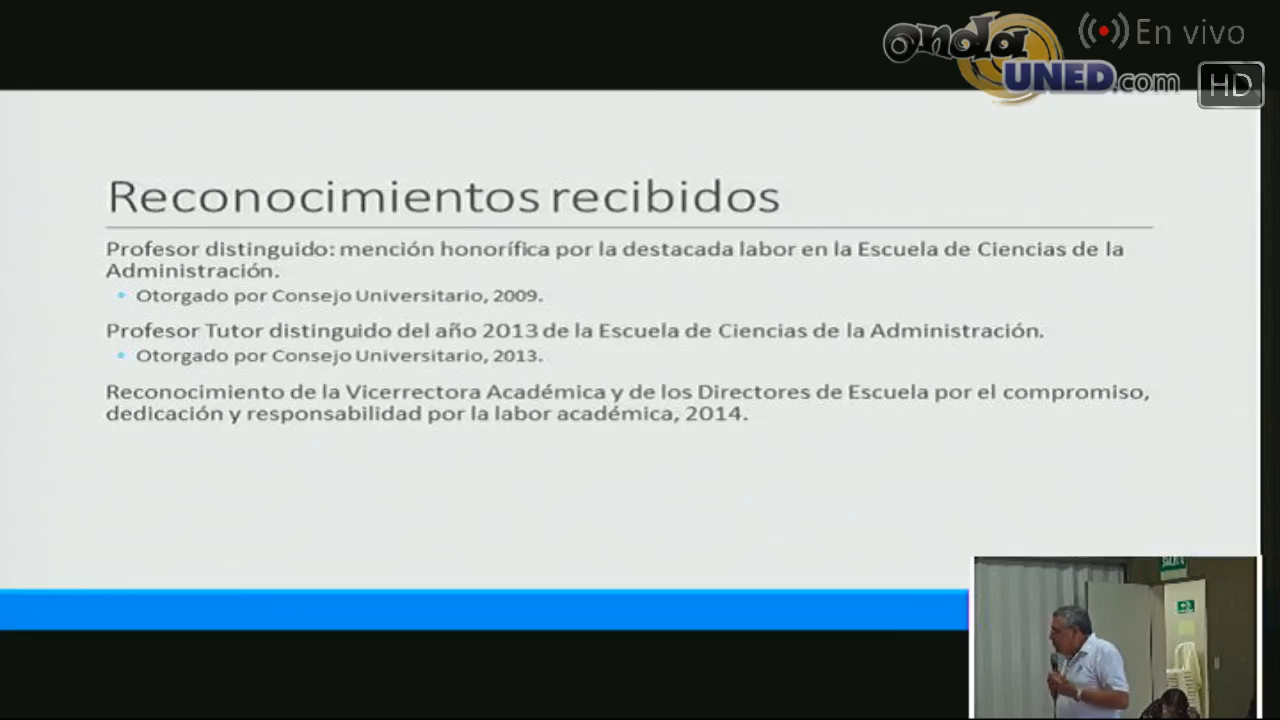 onda
UNED.com
En vivo
HD
Reconocimientos recibidos
Profesor distinguido: mención honorífica por la destacada labor en la Escuela de Ciencias de la
Administración.
• Otorgado por Consejo Universitario, 2009.
Profesor Tutor distinguido del año 2013 de la Escuela de Ciencias de la Administración.
• Otorgado por Consejo Universitario, 2013.
Reconocimiento de la Vicerrectora Académica y de los Directores de Escuela por el compromiso,
dedicación y responsabilidad por la labor académica, 2014.